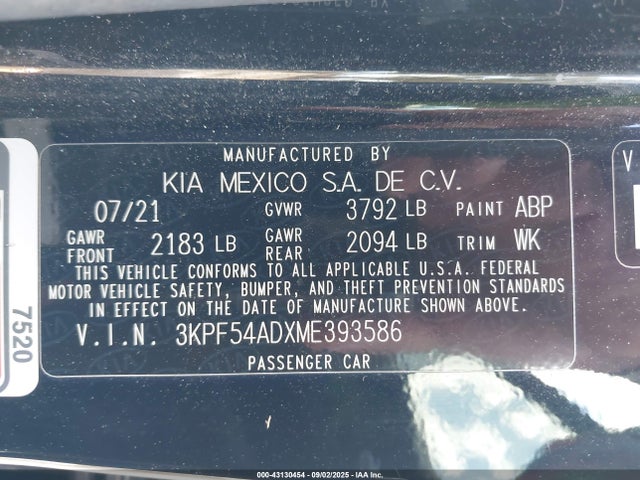 MANUFACTURED BY
KIA MEXICO S.A. DE C.V.
07/21 GVWR 3792 LB PAINT ABP
GAWR FRONT 2183 LB GAWR REAR 2094 LB TRIM WK
THIS VEHICLE CONFORMS TO ALL APPLICABLE U.S.A. FEDERAL
MOTOR VEHICLE SAFETY, BUMPER, AND THEFT PREVENTION STANDARDS
IN EFFECT ON THE DATE OF MANUFACTURE SHOWN ABOVE.
V.I.N. 3KPF54ADXME393586
PASSENGER CAR
7520
V
000-43130454 - 09/02/2025 - IAA Inc.